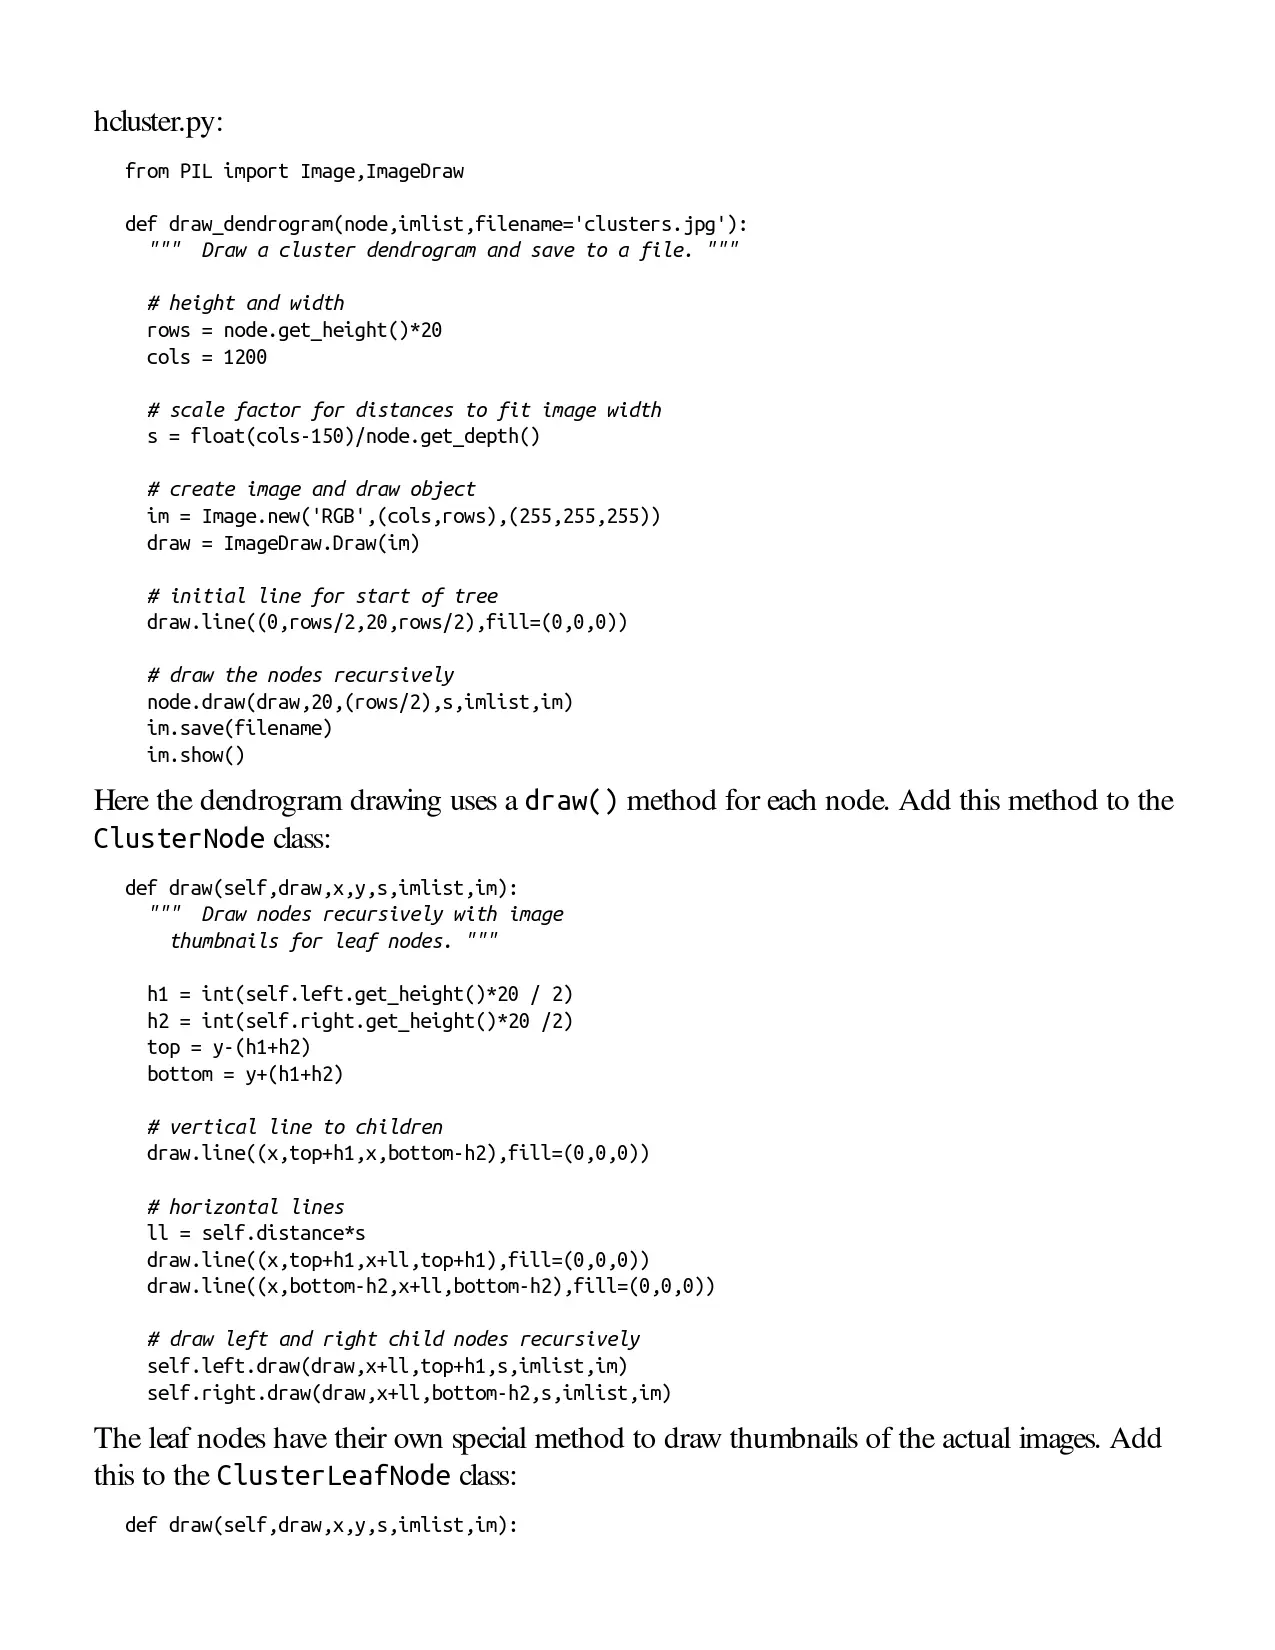 hcluster.py:
from PIL import Image,ImageDraw
def draw_dendrogram(node,imlist,filename='clusters.jpg'):
"""  Draw a cluster dendrogram and save to a file. """
# height and width
rows = node.get_height()*20
cols = 1200
# scale factor for distances to fit image width
s = float(cols-150)/node.get_depth()
# create image and draw object
im = Image.new('RGB',(cols,rows),(255,255,255))
draw = ImageDraw.Draw(im)
# initial line for start of tree
draw.line((0,rows/2,20,rows/2),fill=(0,0,0))
# draw the nodes recursively
node.draw(draw,20,(rows/2),s,imlist,im)
im.save(filename)
im.show()
Here the dendrogram drawing uses a draw() method for each node. Add this method to the
ClusterNode class:
def draw(self,draw,x,y,s,imlist,im):
"""  Draw nodes recursively with image
thumbnails for leaf nodes. """
h1 = int(self.left.get_height()*20 / 2)
h2 = int(self.right.get_height()*20 /2)
top = y-(h1+h2)
bottom = y+(h1+h2)
# vertical line to children
draw.line((x,top+h1,x,bottom-h2),fill=(0,0,0))
# horizontal lines
ll = self.distance*s
draw.line((x,top+h1,x+ll,top+h1),fill=(0,0,0))
draw.line((x,bottom-h2,x+ll,bottom-h2),fill=(0,0,0))
# draw left and right child nodes recursively
self.left.draw(draw,x+ll,top+h1,s,imlist,im)
self.right.draw(draw,x+ll,bottom-h2,s,imlist,im)
The leaf nodes have their own special method to draw thumbnails of the actual images. Add
this to the ClusterLeafNode class:
def draw(self,draw,x,y,s,imlist,im):